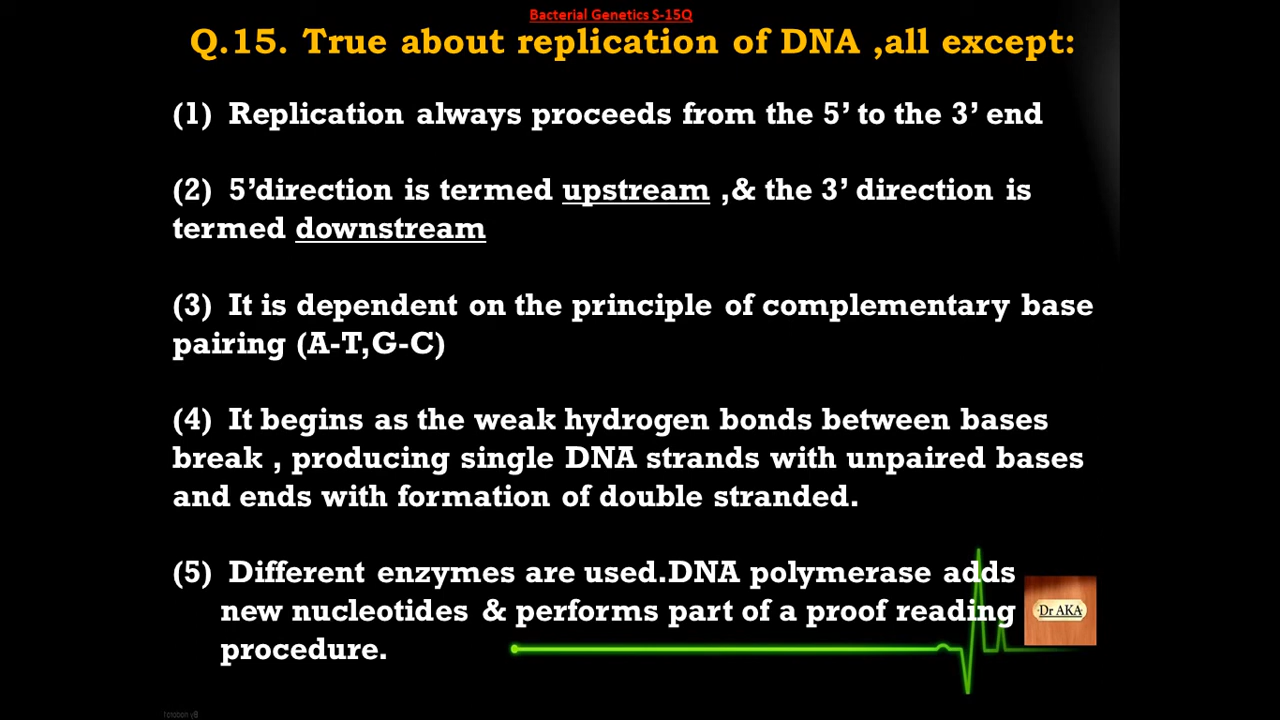 Bacterial Genetics S-15Q
Q.15. True about replication of DNA ,all except:
(1) Replication always proceeds from the 5’ to the 3’ end
(2) 5’direction is termed upstream ,& the 3’ direction is
termed downstream
(3) It is dependent on the principle of complementary base
pairing (A-T,G-C)
(4) It begins as the weak hydrogen bonds between bases
break , producing single DNA strands with unpaired bases
and ends with formation of double stranded.
(5) Different enzymes are used.DNA polymerase adds
new nucleotides & performs part of a proof reading
procedure.
Dr AKA